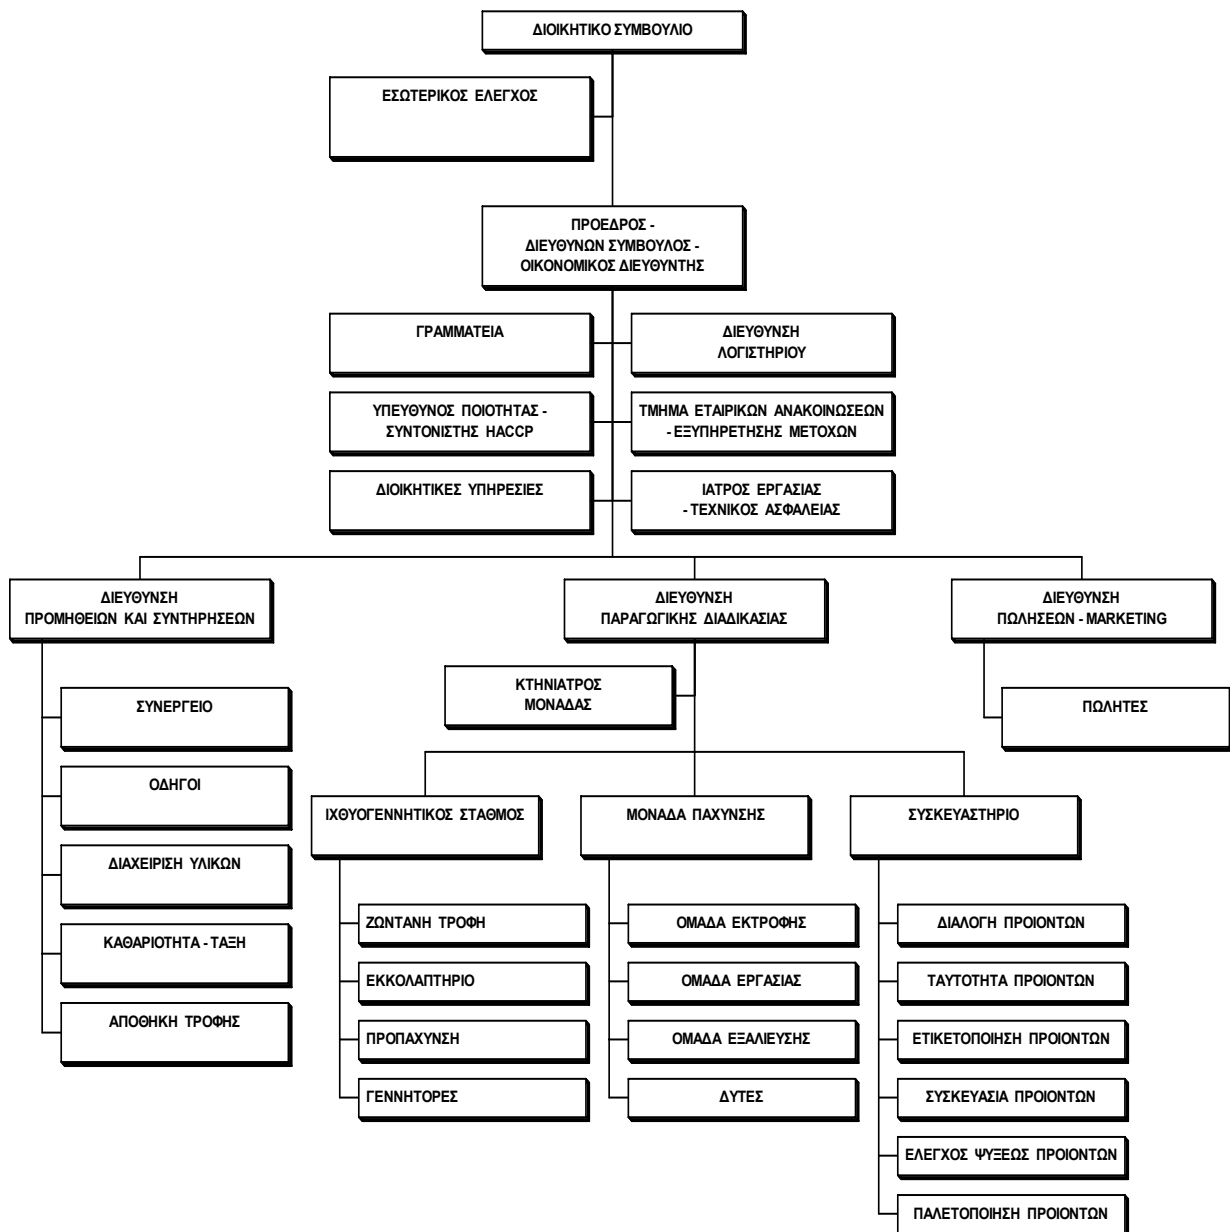 ΔΙΟΙΚΗΤΙΚΟ ΣΥΜΒΟΥΛΙΟ
ΕΣΩΤΕΡΙΚΟΣ ΕΛΕΓΧΟΣ
ΠΡΟΕΔΡΟΣ -
ΔΙΕΥΘΥΝΩΝ ΣΥΜΒΟΥΛΟΣ -
ΟΙΚΟΝΟΜΙΚΟΣ ΔΙΕΥΘΥΝΤΗΣ
ΓΡΑΜΜΑΤΕΙΑ
ΔΙΕΥΘΥΝΣΗ
ΛΟΓΙΣΤΗΡΙΟΥ
ΥΠΕΥΘΥΝΟΣ ΠΟΙΟΤΗΤΑΣ -
ΣΥΝΤΟΝΙΣΤΗΣ HACCP
ΤΜΗΜΑ ΕΤΑΙΡΙΚΩΝ ΑΝΑΚΟΙΝΩΣΕΩΝ
- ΕΞΥΠΗΡΕΤΗΣΗΣ ΜΕΤΟΧΩΝ
ΔΙΟΙΚΗΤΙΚΕΣ ΥΠΗΡΕΣΙΕΣ
ΙΑΤΡΟΣ ΕΡΓΑΣΙΑΣ
- ΤΕΧΝΙΚΟΣ ΑΣΦΑΛΕΙΑΣ
ΔΙΕΥΘΥΝΣΗ
ΠΡΟΜΗΘΕΙΩΝ ΚΑΙ ΣΥΝΤΗΡΗΣΕΩΝ
ΣΥΝΕΡΓΕΙΟ
ΟΔΗΓΟΙ
ΔΙΑΧΕΙΡΙΣΗ ΥΛΙΚΩΝ
ΚΑΘΑΡΙΟΤΗΤΑ - ΤΑΞΗ
ΑΠΟΘΗΚΗ ΤΡΟΦΗΣ
ΔΙΕΥΘΥΝΣΗ
ΠΑΡΑΓΩΓΙΚΗΣ ΔΙΑΔΙΚΑΣΙΑΣ
ΚΤΗΝΙΑΤΡΟΣ
ΜΟΝΑΔΑΣ
ΙΧΘΥΟΓΕΝΝΗΤΙΚΟΣ ΣΤΑΘΜΟΣ
ΖΩΝΤΑΝΗ ΤΡΟΦΗ
ΕΚΚΟΛΑΠΤΗΡΙΟ
ΠΡΟΠΑΧΥΝΣΗ
ΓΕΝΝΗΤΟΡΕΣ
ΜΟΝΑΔΑ ΠΑΧΥΝΣΗΣ
ΟΜΑΔΑ ΕΚΤΡΟΦΗΣ
ΟΜΑΔΑ ΕΡΓΑΣΙΑΣ
ΟΜΑΔΑ ΕΞΑΛΙΕΥΣΗΣ
ΔΥΤΕΣ
ΣΥΣΚΕΥΑΣΤΗΡΙΟ
ΔΙΑΛΟΓΗ ΠΡΟΙΟΝΤΩΝ
ΤΑΥΤΟΤΗΤΑ ΠΡΟΙΟΝΤΩΝ
ΕΤΙΚΕΤΟΠΟΙΗΣΗ ΠΡΟΙΟΝΤΩΝ
ΣΥΣΚΕΥΑΣΙΑ ΠΡΟΙΟΝΤΩΝ
ΕΛΕΓΧΟΣ ΨΥΞΕΩΣ ΠΡΟΙΟΝΤΩΝ
ΠΑΛΕΤΟΠΟΙΗΣΗ ΠΡΟΙΟΝΤΩΝ
ΔΙΕΥΘΥΝΣΗ
ΠΩΛΗΣΕΩΝ - MARKETING
ΠΩΛΗΤΕΣ